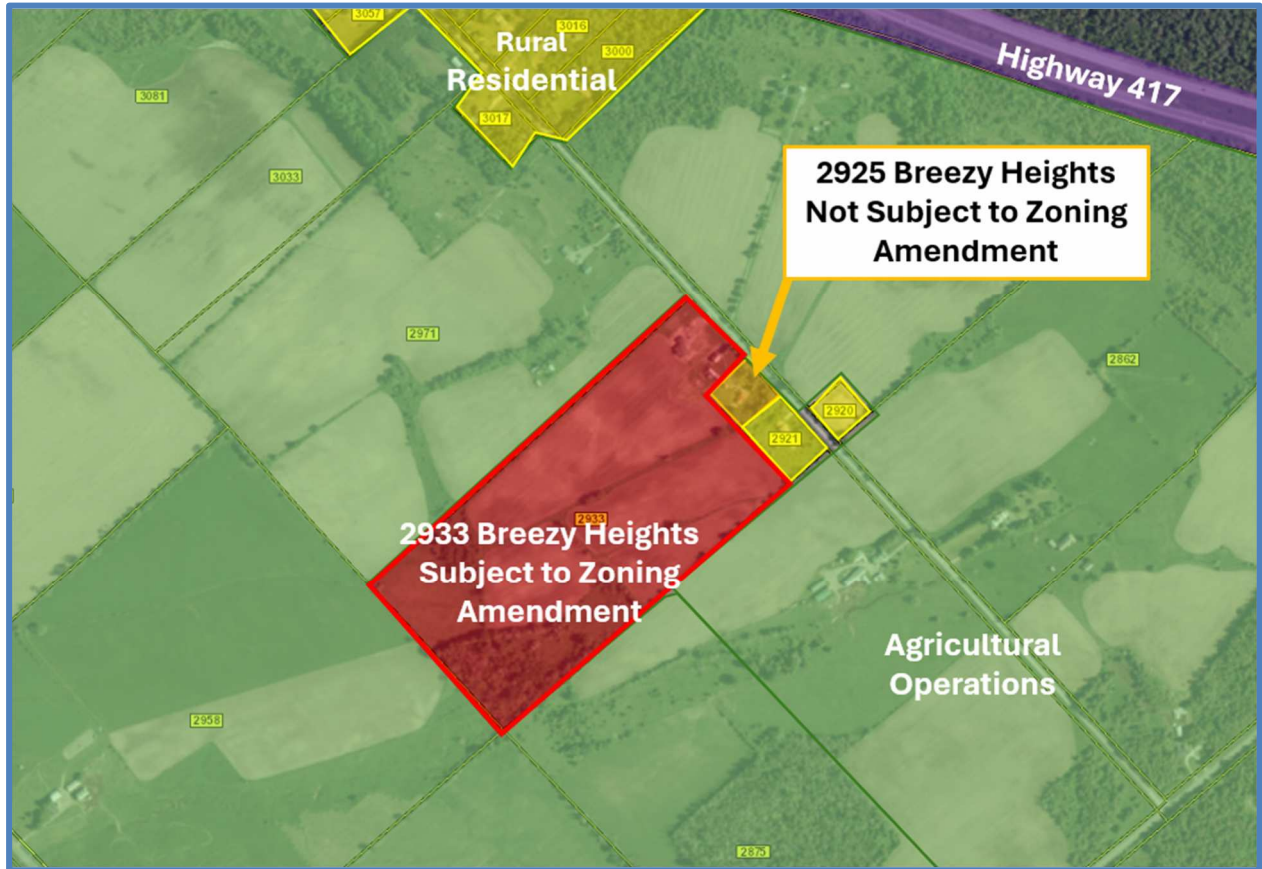 3057
3016
Rural
Residential
3000
Highway 417
3081
3017
3033
2925 Breezy Heights
Not Subject to Zoning
Amendment
2971
2862
2920
2921
2933
2933 Breezy Heights
Subject to Zoning
Amendment
Agricultural
Operations
2958
2875